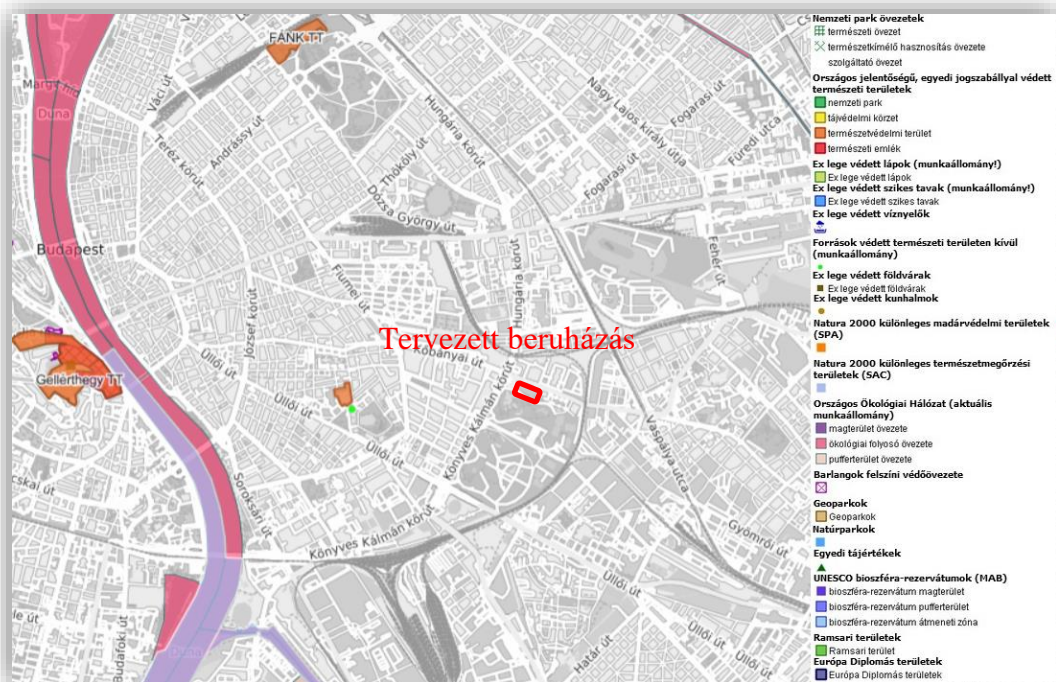 FÁNK TT
Margit híd
Duna
Váci út
Teréz körút
Andrássy út
Hungária körút
Nagy Lajos király útja
Fogarasi út
Füredi utca
Dózsa György út
Thököly út
Fogarasi út
Budapest
József körút
Fiumei út
Hungária körút
Fehér út
Tervezett beruházás
Kőbányai út
Gellérthegy TT
Üllői út
Üllői út
Könyves Kálmán körút
Vaspálya utca
Soroksári út
Könyves Kálmán körút
Gyömrői út
Üllői út
Üllői út
Üllői út
Budafoki út
Duna
Határ út
Nemzeti park övezetek
természeti övezet
természetkímélő hasznosítás övezete
szolgáltató övezet
Országos jelentőségű, egyedi jogszabállyal védett
természeti területek
nemzeti park
tájvédelmi körzet
természetvédelmi terület
természeti emlék
Ex lege védett lápok (munkaállomány!)
Ex lege védett lápok
Ex lege védett szikes tavak (munkaállomány!)
Ex lege védett szikes tavak
Ex lege védett víznyelők
Források védett természeti területen kívül
(munkaállomány)
Ex lege védett földvárak
Ex lege védett földvárak
Ex lege védett kunhalmok
Natura 2000 különleges madárvédelmi területek
(SPA)
Natura 2000 különleges természetmegőrzési
területek (SAC)
Országos Ökológiai Hálózat (aktuális
munkaállomány)
magterület övezete
ökológiai folyosó övezete
pufferterület övezete
Barlangok felszíni védőövezete
Geoparkok
Geoparkok
Natúrparkok
Egyedi tájértékek
UNESCO bioszféra-rezervátumok (MAB)
bioszféra-rezervátum magterület
bioszféra-rezervátum pufferterület
bioszféra-rezervátum átmeneti zóna
Ramsari területek
Ramsari terület
Európa Diplomás területek
Európa Diplomás területek